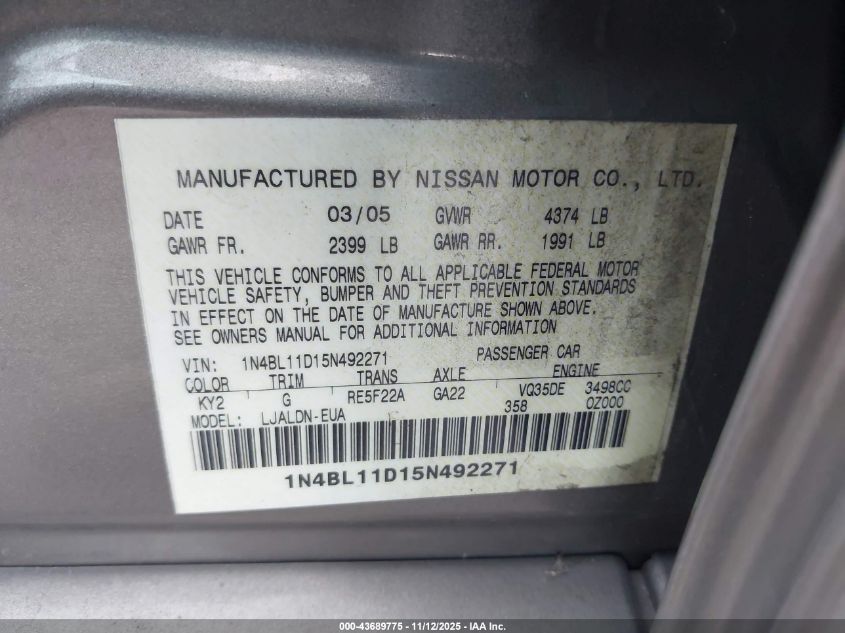 MANUFACTURED BY NISSAN MOTOR CO., LTD.
DATE 03/05 GVWR 4374 LB
GAWR FR. 2399 LB GAWR RR. 1991 LB
THIS VEHICLE CONFORMS TO ALL APPLICABLE FEDERAL MOTOR
VEHICLE SAFETY, BUMPER AND THEFT PREVENTION STANDARDS
IN EFFECT ON THE DATE OF MANUFACTURE SHOWN ABOVE.
SEE OWNERS MANUAL FOR ADDITIONAL INFORMATION
VIN: 1N4BL11D15N492271 PASSENGER CAR
COLOR TRIM TRANS AXLE ENGINE
KY2 G RE5F22A GA22 VQ35DE 3498CC
MODEL: LJALDN-EUA 358 0Z000
1N4BL11D15N492271
000-43689775 - 11/12/2025 - IAA Inc.